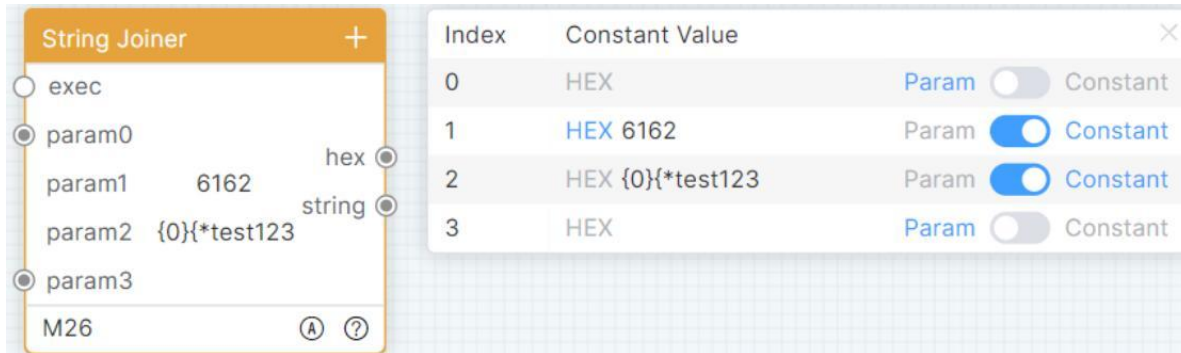 String Joiner +
exec
param0
hex
param1 6162
string
param2 {0}{*test123
param3
M26 A ?
Index Constant Value
0 HEX Param Constant
1 HEX 6162 Param Constant
2 HEX {0}{*test123 Param Constant
3 HEX Param Constant